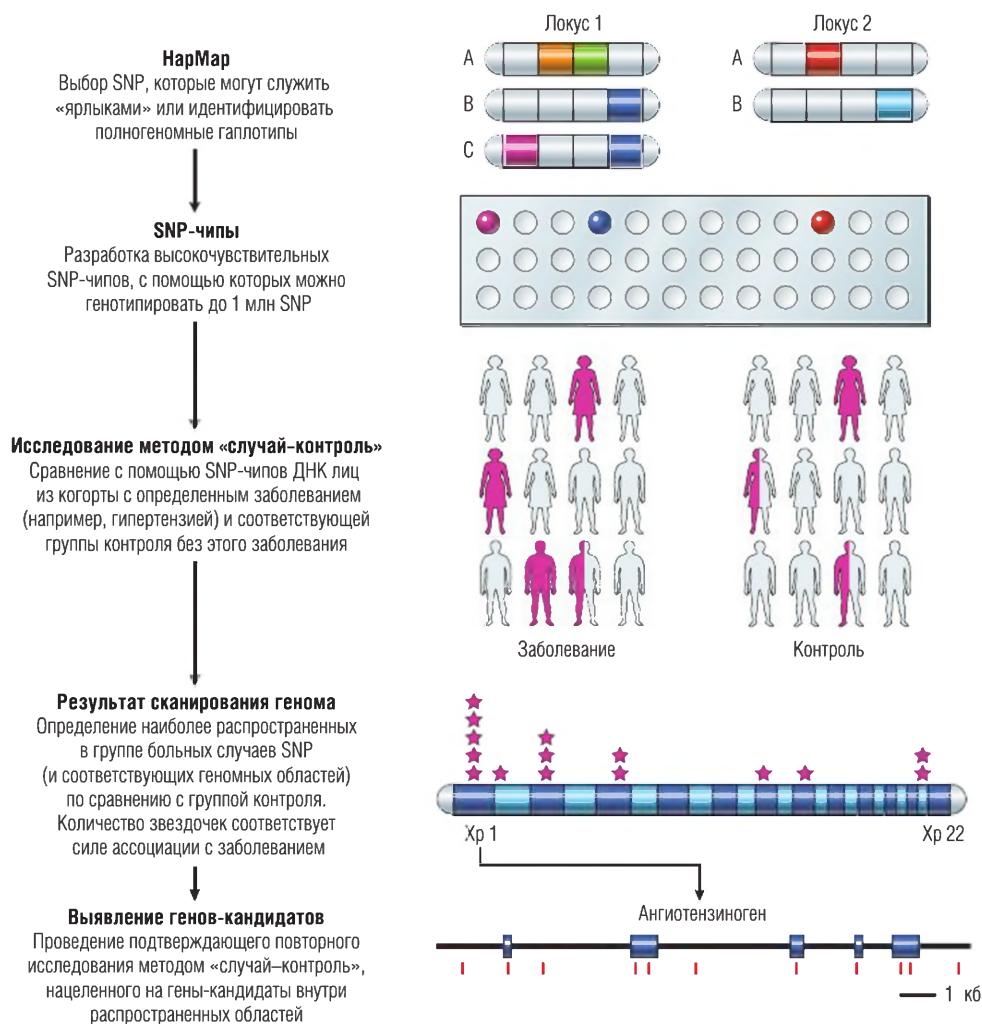 HapMap
Выбор SNP, которые могут служить
«ярлыками» или идентифицировать
полногеномные гаплотипы
Локус 1
A
B
C
Локус 2
A
B
SNP-чипы
Разработка высокочувствительных
SNP-чипов, с помощью которых можно
генотипировать до 1 млн SNP
Исследование методом «случай–контроль»
Сравнение с помощью SNP-чипов ДНК лиц
из когорты с определенным заболеванием
(например, гипертензией) и соответствующей
группы контроля без этого заболевания
Заболевание
Контроль
Результат сканирования генома
Определение наиболее распространенных
в группе больных случаев SNP
(и соответствующих геномных областей)
по сравнению с группой контроля.
Количество звездочек соответствует
силе ассоциации с заболеванием
Хр 1
Хр 22
Выявление генов-кандидатов
Проведение подтверждающего повторного
исследования методом «случай–контроль»,
нацеленного на гены-кандидаты внутри
распространенных областей
Ангиотензиноген
1 кб